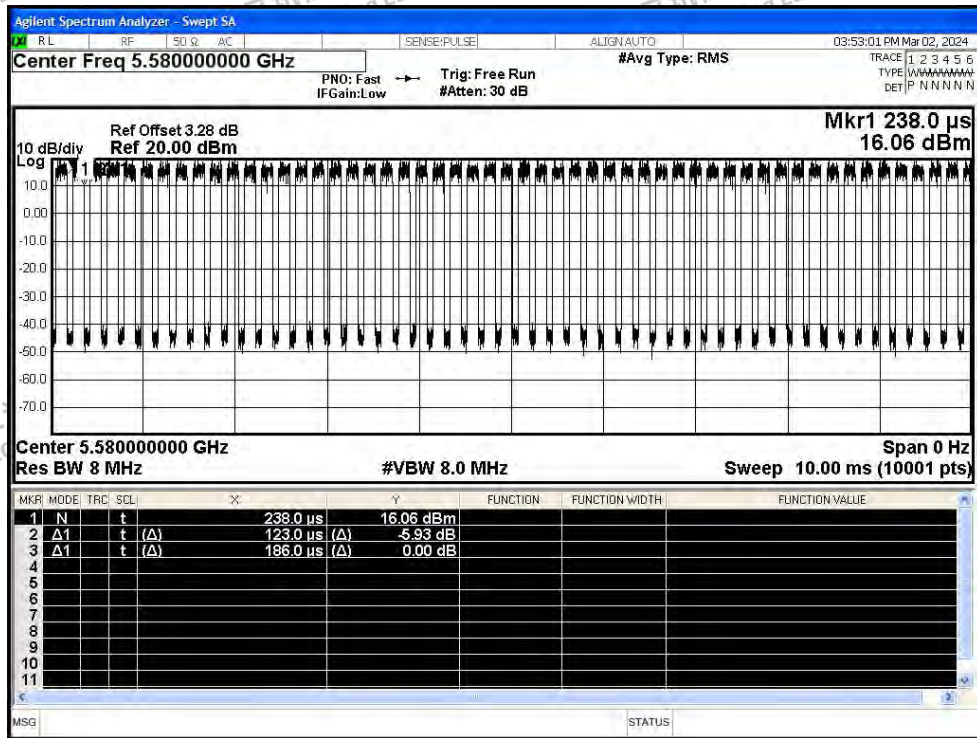 Agilent Spectrum Analyzer - Swept SA
LXI RL RF 50 Ω AC SENSE:PULSE ALIGN AUTO 03:53:01 PM Mar 02, 2024
Center Freq 5.580000000 GHz #Avg Type: RMS TRACE 1 2 3 4 5 6
PNO: Fast Trig: Free Run TYPE
IFGain:Low #Atten: 30 dB DET P N N N N N
Mkr1 238.0 µs
Ref Offset 3.28 dB
10 dB/div Ref 20.00 dBm 16.06 dBm
Log
1
10.0
0.00
-10.0
-20.0
-30.0
-40.0
-50.0
-60.0
-70.0
Center 5.580000000 GHz Span 0 Hz
Res BW 8 MHz #VBW 8.0 MHz Sweep 10.00 ms (10001 pts)
MKR MODE TRC SCL X Y FUNCTION FUNCTION WIDTH FUNCTION VALUE
1 N t 238.0 µs 16.06 dBm
2 Δ1 t (Δ) 123.0 µs (Δ) -5.93 dB
3 Δ1 t (Δ) 186.0 µs (Δ) 0.00 dB
4
5
6
7
8
9
10
11
MSG STATUS